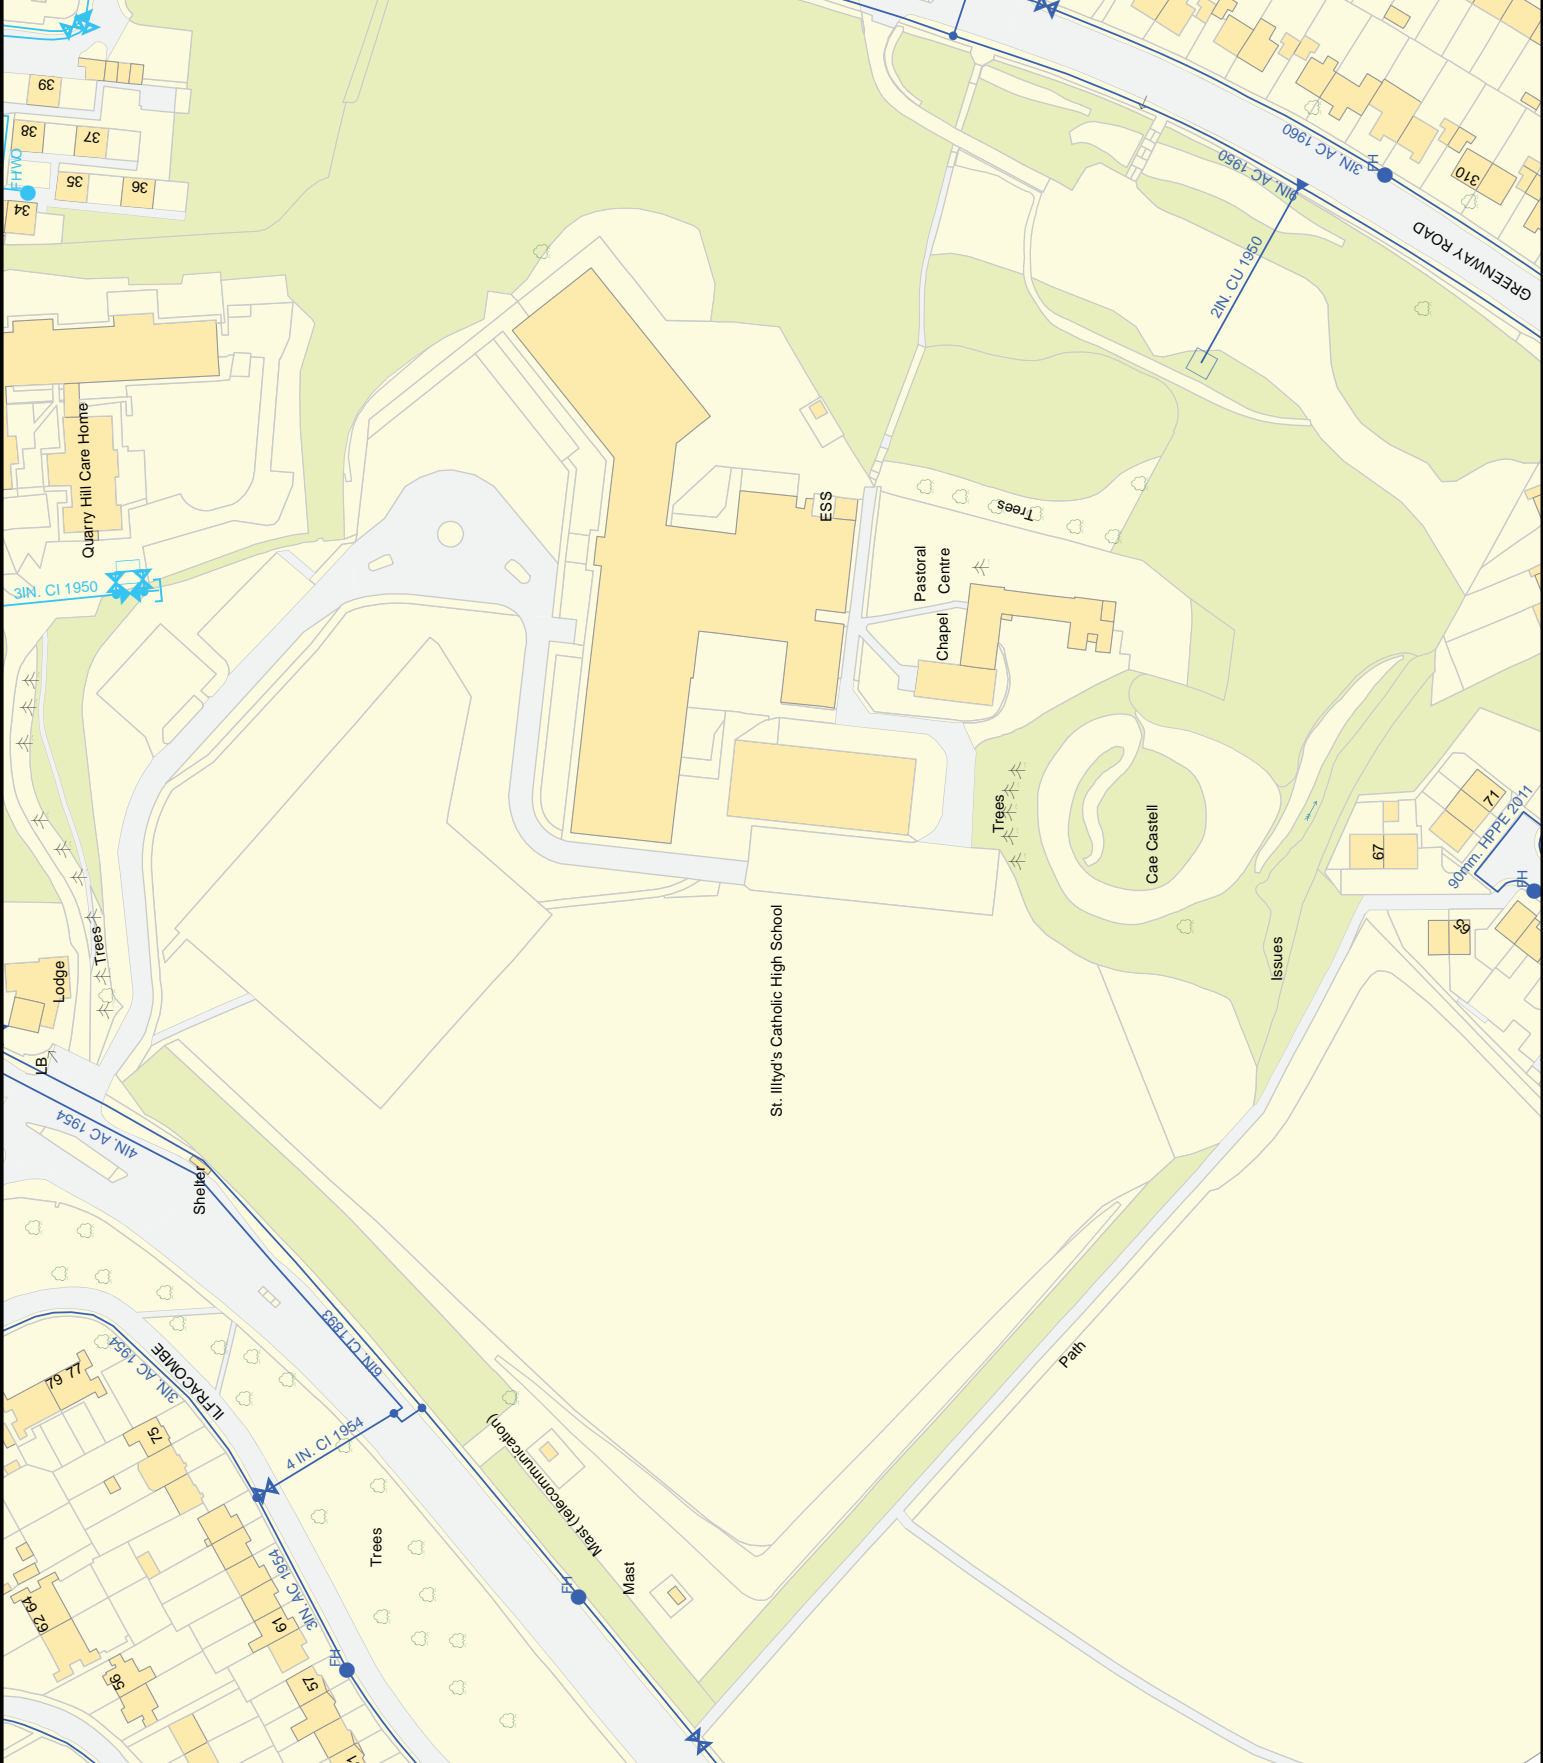 39
38
37
FHWO
35
36
34
3IN. AC 1960
9IN. AC 1950
FH
310
GREENWAY ROAD
2IN. CU 1950
Quarry Hill Care Home
3IN. CI 1950
ESS
Trees
Pastoral
Centre
Chapel
Trees
Cae Castell
71
67
90mm. HPPE 2011
FH
65
Issues
Trees
Lodge
LB
St. Illtyd's Catholic High School
4IN. AC 1954
Shelter
6IN. CI 1893
3IN. AC 1954
ILFRACOMBE
79 77
75
4 IN. CI 1954
Path
Mast (telecommunication)
Mast
Trees
FH
3IN. AC 1954
62 64
61
FH
56
57